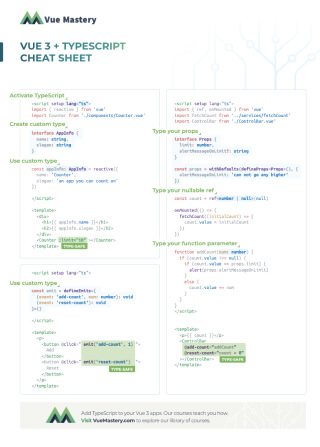 Vue Mastery
VUE 3 + TYPESCRIPT
CHEAT SHEET
Activate TypeScript
<script setup lang="ts">
import { reactive } from 'vue'
import Counter from './components/Counter.vue'
Create custom type
interface AppInfo {
name: string,
slogan: string
}
Use custom type
const appInfo: AppInfo = reactive({
name: 'Counter',
slogan: 'an app you can count on'
})
</script>
<template>
<div>
<h1>{{ appInfo.name }}</h1>
<h2>{{ appInfo.slogan }}</h2>
</div>
<Counter :limit="10" ></Counter>
</template>
TYPE-SAFE
<script setup lang="ts">
Use custom type
const emit = defineEmits<{
(event: 'add-count', num: number): void
(event: 'reset-count'): void
}>()
</script>
<template>
<p>
<button @click=" emit('add-count', 1) ">
Add
</button>
<button @click=" emit('reset-count') ">
Reset
TYPE-SAFE
</button>
</p>
</template>
<script setup lang="ts">
import { ref, onMounted } from 'vue'
import fetchCount from '../services/fetchCount'
import ControlBar from './ControlBar.vue'
Type your props
interface Props {
limit: number,
alertMessageOnLimit?: string
}
const props = withDefaults(defineProps<Props>(), {
alertMessageOnLimit: 'can not go any higher'
})
Type your nullable ref
const count = ref<number | null>(null)
onMounted(() => {
fetchCount((initialCount) => {
count.value = initialCount
})
})
Type your function parameter
function addCount(num: number) {
if (count.value !== null) {
if (count.value >= props.limit) {
alert(props.alertMessageOnLimit)
}
else {
count.value += num
}
}
}
</script>
<template>
<p>{{ count }}</p>
<ControlBar
@add-count="addCount"
@reset-count="count = 0"
></ControlBar>
TYPE-SAFE
</template>
Add TypeScript to your Vue 3 apps. Our courses teach you how.
Visit VueMastery.com to explore our library of courses.